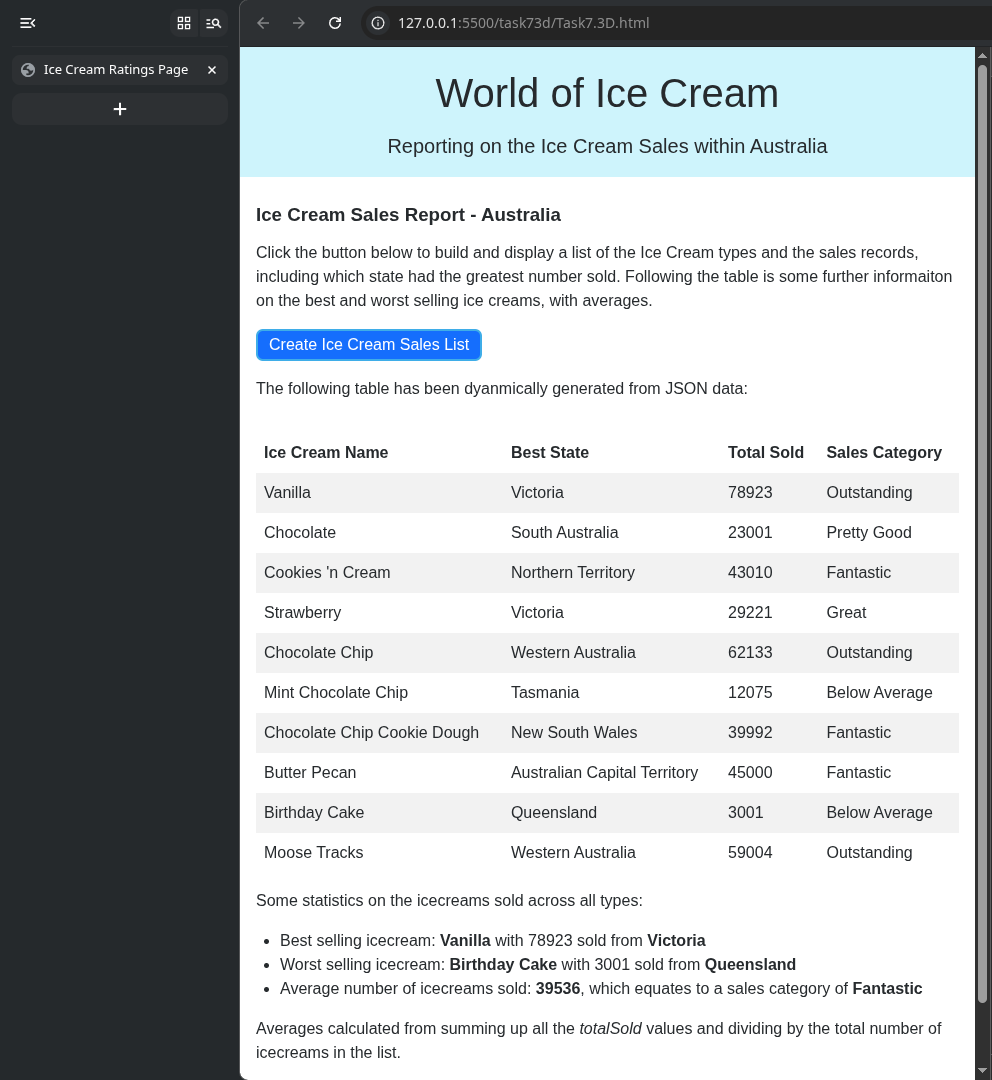 Ice Cream Ratings Page
127.0.0.1:5500/task73d/Task7.3D.html
World of Ice Cream
Reporting on the Ice Cream Sales within Australia
Ice Cream Sales Report - Australia
Click the button below to build and display a list of the Ice Cream types and the sales records,
including which state had the greatest number sold. Following the table is some further informaiton
on the best and worst selling ice creams, with averages.
Create Ice Cream Sales List
The following table has been dyanmically generated from JSON data:
Ice Cream Name Best State Total Sold Sales Category
Vanilla Victoria 78923 Outstanding
Chocolate South Australia 23001 Pretty Good
Cookies 'n Cream Northern Territory 43010 Fantastic
Strawberry Victoria 29221 Great
Chocolate Chip Western Australia 62133 Outstanding
Mint Chocolate Chip Tasmania 12075 Below Average
Chocolate Chip Cookie Dough New South Wales 39992 Fantastic
Butter Pecan Australian Capital Territory 45000 Fantastic
Birthday Cake Queensland 3001 Below Average
Moose Tracks Western Australia 59004 Outstanding
Some statistics on the icecreams sold across all types:
• Best selling icecream: Vanilla with 78923 sold from Victoria
• Worst selling icecream: Birthday Cake with 3001 sold from Queensland
• Average number of icecreams sold: 39536, which equates to a sales category of Fantastic
Averages calculated from summing up all the totalSold values and dividing by the total number of
icecreams in the list.